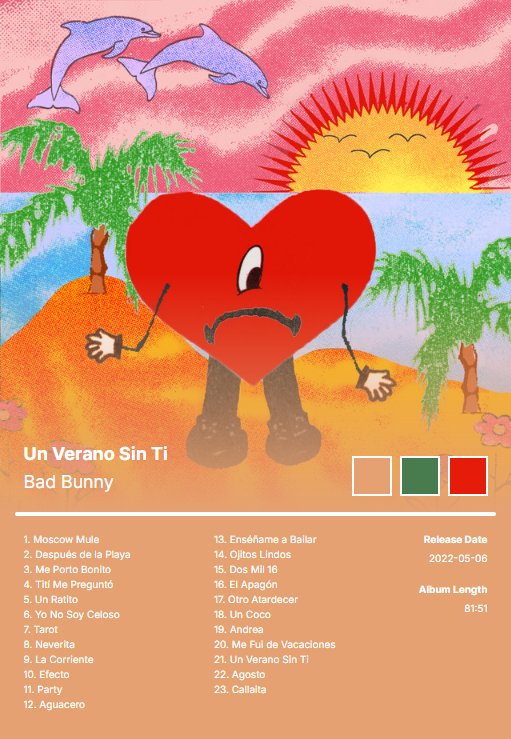 Un Verano Sin Ti
Bad Bunny
1. Moscow Mule
2. Después de la Playa
3. Me Porto Bonito
4. Tití Me Preguntó
5. Un Ratito
6. Yo No Soy Celoso
7. Tarot
8. Neverita
9. La Corriente
10. Efecto
11. Party
12. Aguacero
13. Enséñame a Bailar
14. Ojitos Lindos
15. Dos Mil 16
16. El Apagón
17. Otro Atardecer
18. Un Coco
19. Andrea
20. Me Fui de Vacaciones
21. Un Verano Sin Ti
22. Agosto
23. Callaita
Release Date
2022-05-06
Album Length
81:51